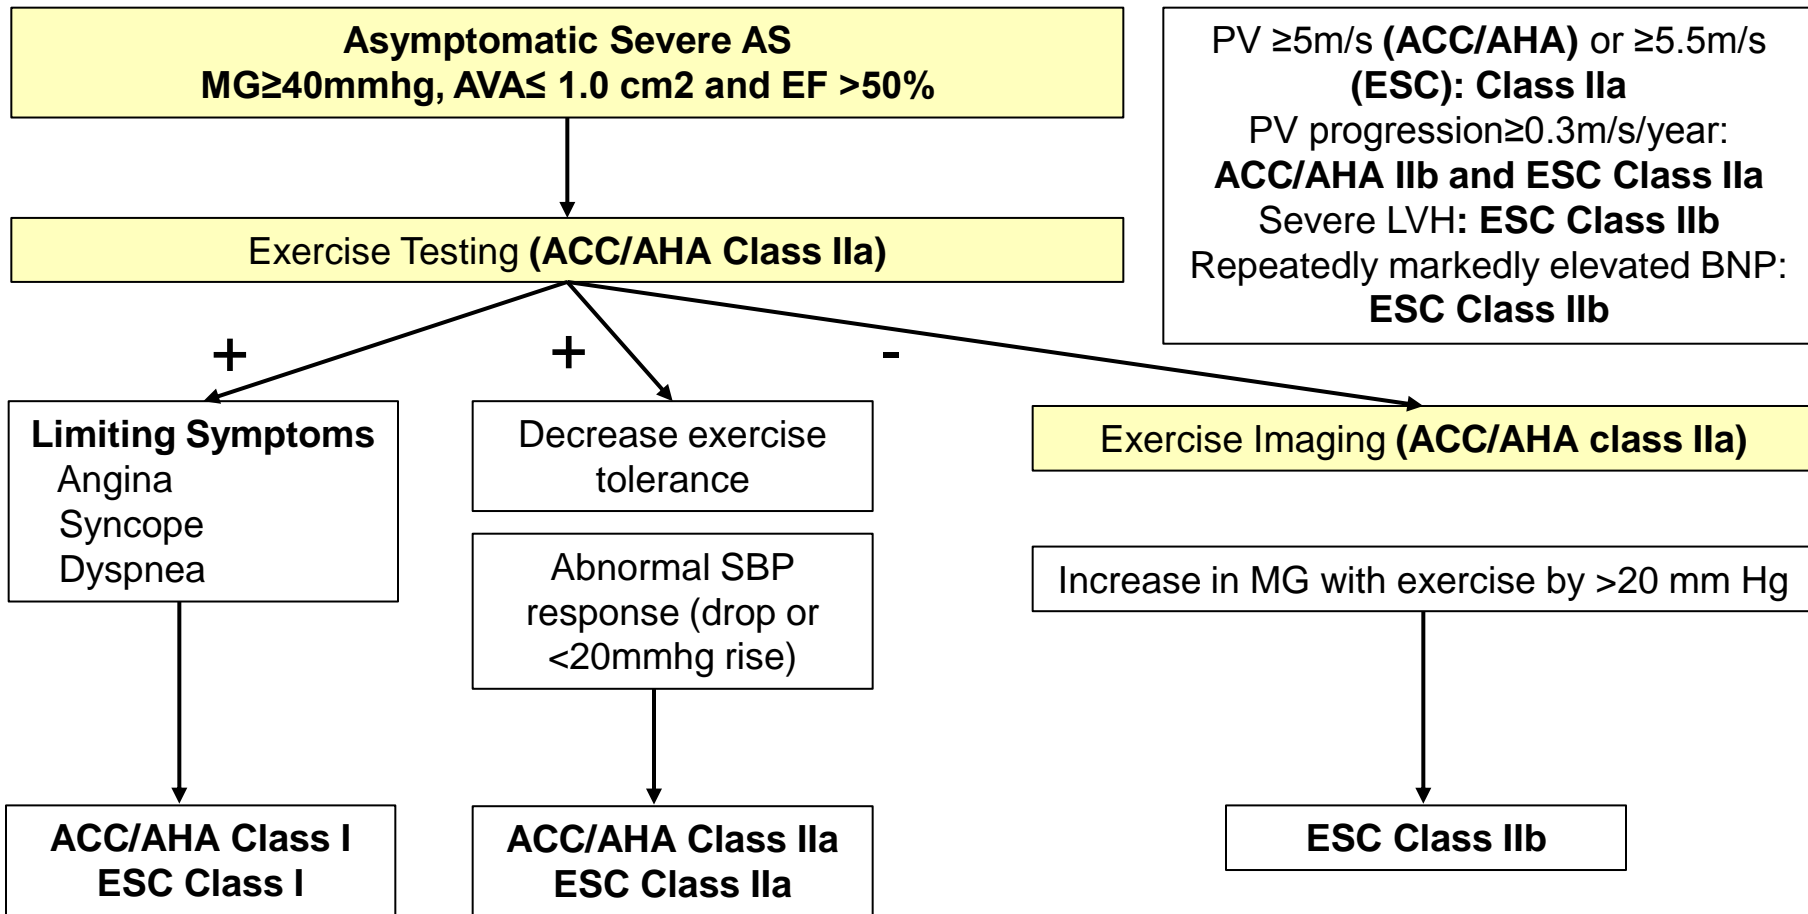 Asymptomatic Severe AS
MG≥40mmhg, AVA≤ 1.0 cm2 and EF >50%
PV ≥5m/s (ACC/AHA) or ≥5.5m/s
(ESC): Class IIa
PV progression≥0.3m/s/year:
ACC/AHA IIb and ESC Class IIa
Severe LVH: ESC Class IIb
Repeatedly markedly elevated BNP:
ESC Class IIb
Exercise Testing (ACC/AHA Class IIa)
+
+
-
Limiting Symptoms
Angina
Syncope
Dyspnea
Decrease exercise
tolerance
Abnormal SBP
response (drop or
<20mmhg rise)
Exercise Imaging (ACC/AHA class IIa)
Increase in MG with exercise by >20 mm Hg
ACC/AHA Class I
ESC Class I
ACC/AHA Class IIa
ESC Class IIa
ESC Class IIb